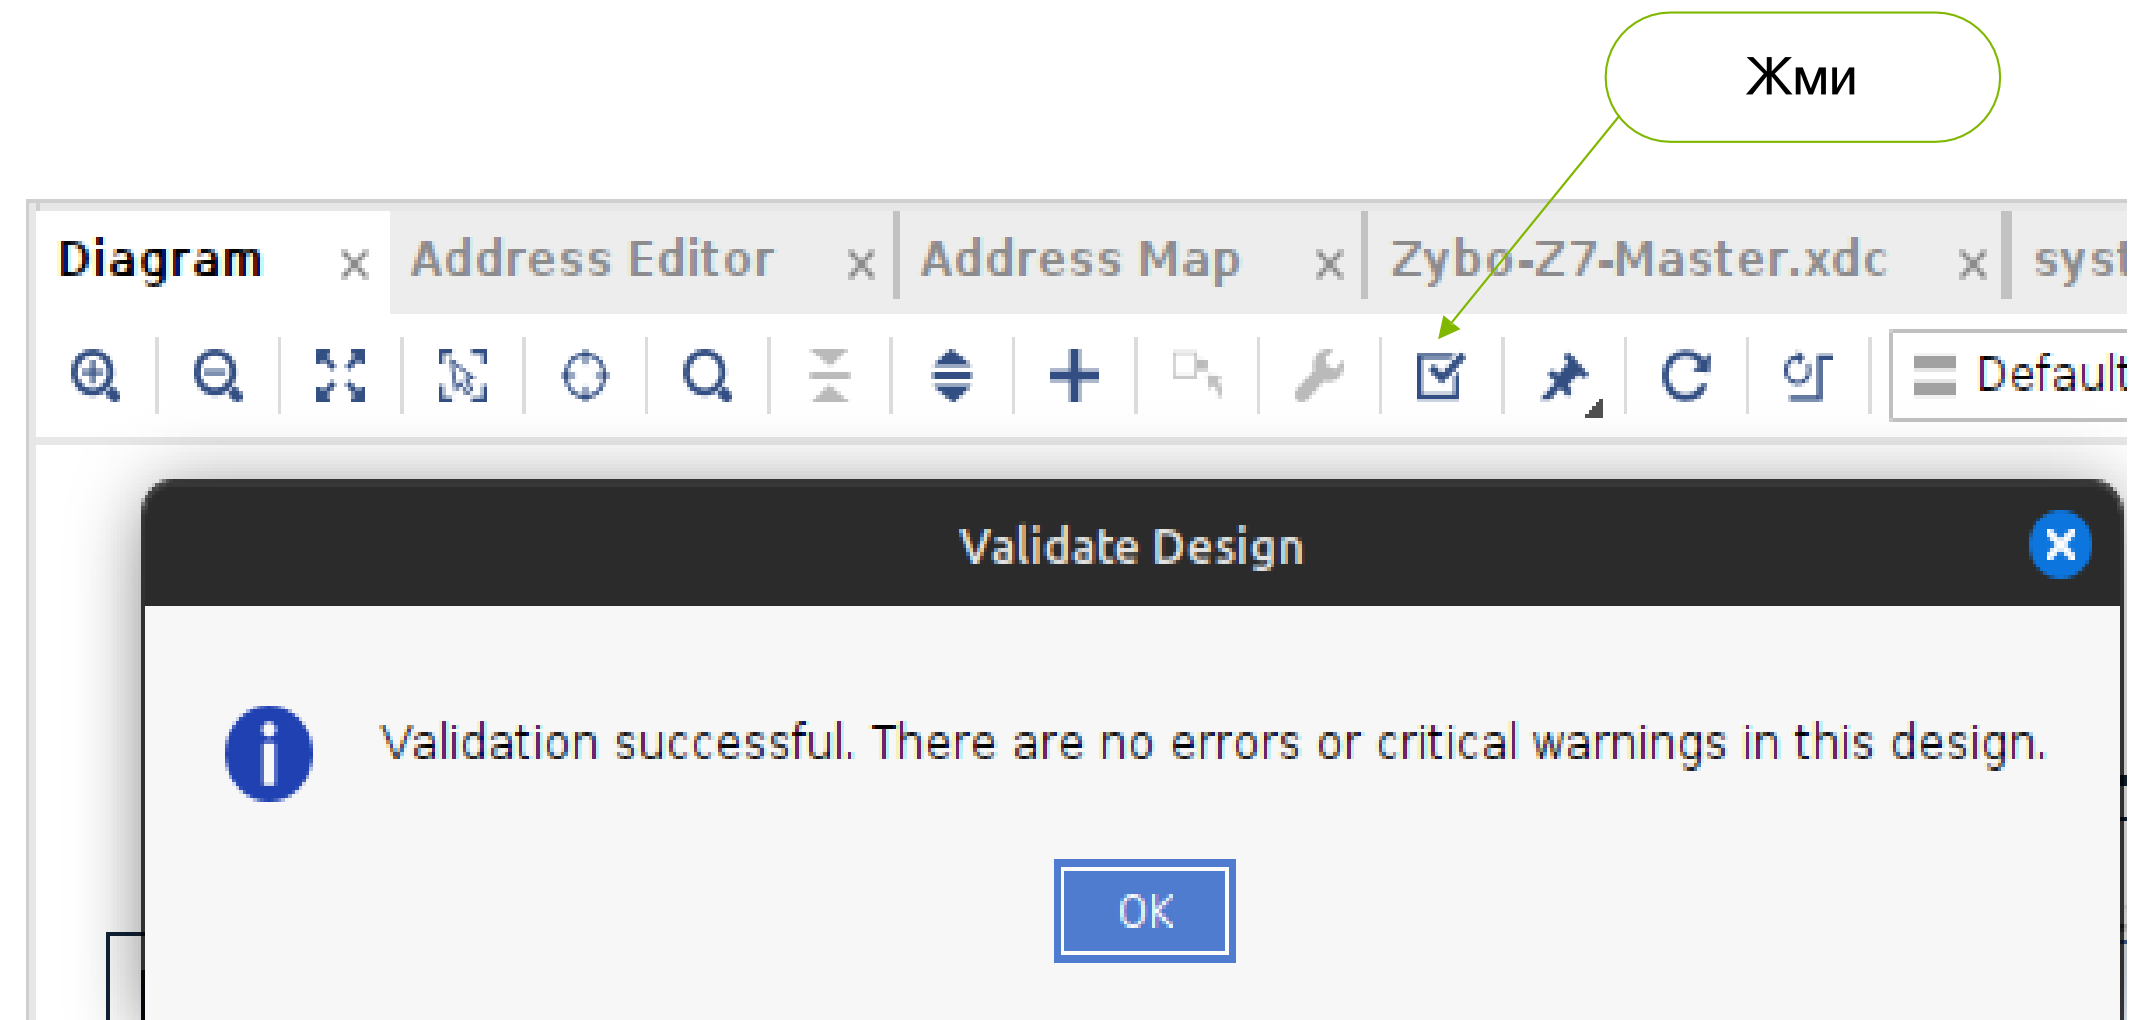 Жми
Diagram Address Editor Address Map Zybo-Z7-Master.xdc syst
Default
Validate Design
Validation successful. There are no errors or critical warnings in this design.
OK